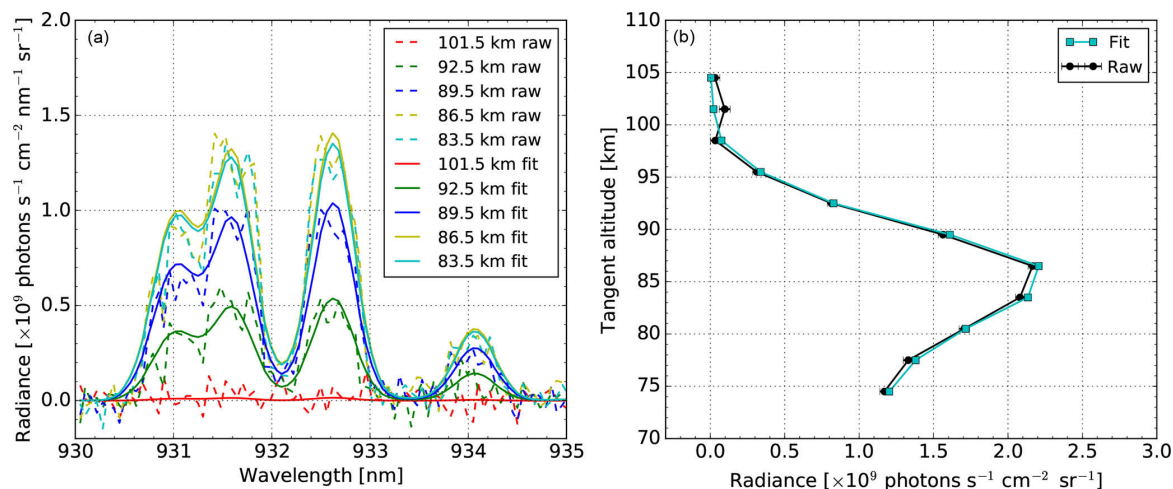 (a)
2.0
1.5
1.0
0.5
0.0
Radiance [×10⁹ photons s⁻¹ cm⁻² nm⁻¹ sr⁻¹]
101.5 km raw
92.5 km raw
89.5 km raw
86.5 km raw
83.5 km raw
101.5 km fit
92.5 km fit
89.5 km fit
86.5 km fit
83.5 km fit
930 931 932 933 934 935
Wavelength [nm]
(b)
110
105
100
95
90
85
80
75
70
Tangent altitude [km]
Fit
Raw
0.0 0.5 1.0 1.5 2.0 2.5 3.0
Radiance [×10⁹ photons s⁻¹ cm⁻² sr⁻¹]